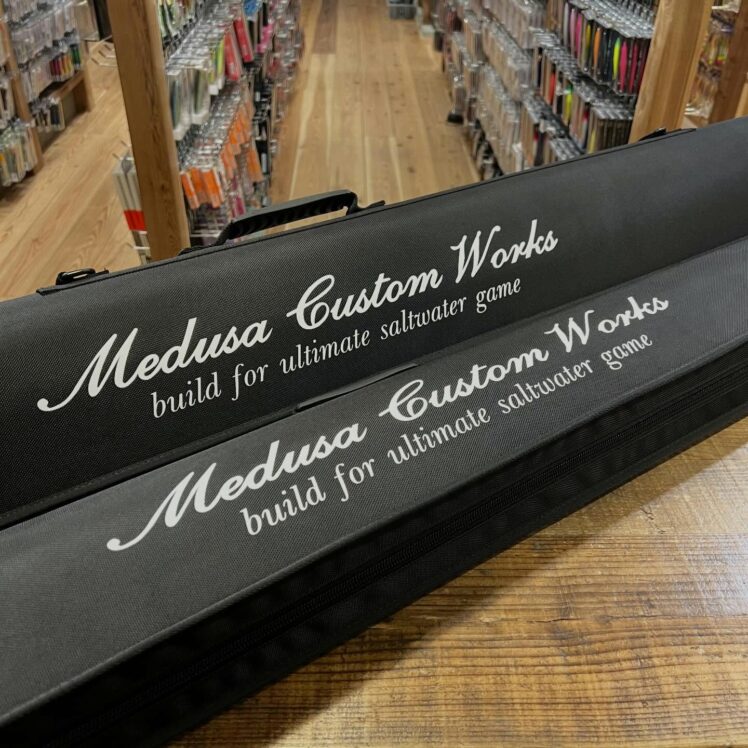 Medusa Custom Works
build for ultimate saltwater game
Medusa Custom Works
build for ultimate saltwater game